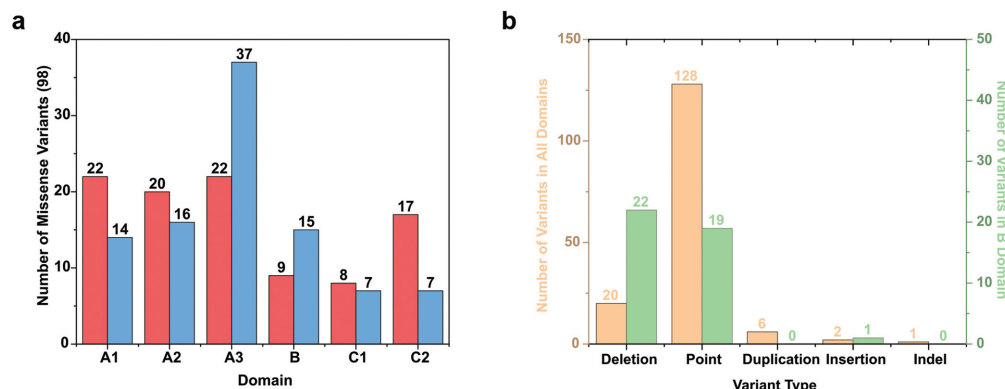 a
Number of Missense Variants (98)
40
30
20
10
0
22
14
20
16
22
37
9
15
8
7
17
7
A1
A2
A3
B
C1
C2
Domain
b
Number of Variants in All Domains
150
100
50
0
20
22
128
19
6
0
2
1
1
0
50
40
30
20
10
0
Number of Variants in B Domain
Deletion
Point
Duplication
Insertion
Indel
Variant Type